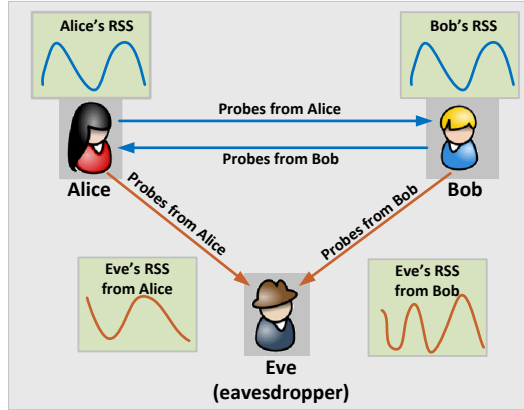 Alice's RSS
Bob's RSS
Probes from Alice
Probes from Bob
Alice
Bob
Probes from Alice
Probes from Bob
Eve's RSS
from Alice
Eve's RSS
from Bob
Eve
(eavesdropper)